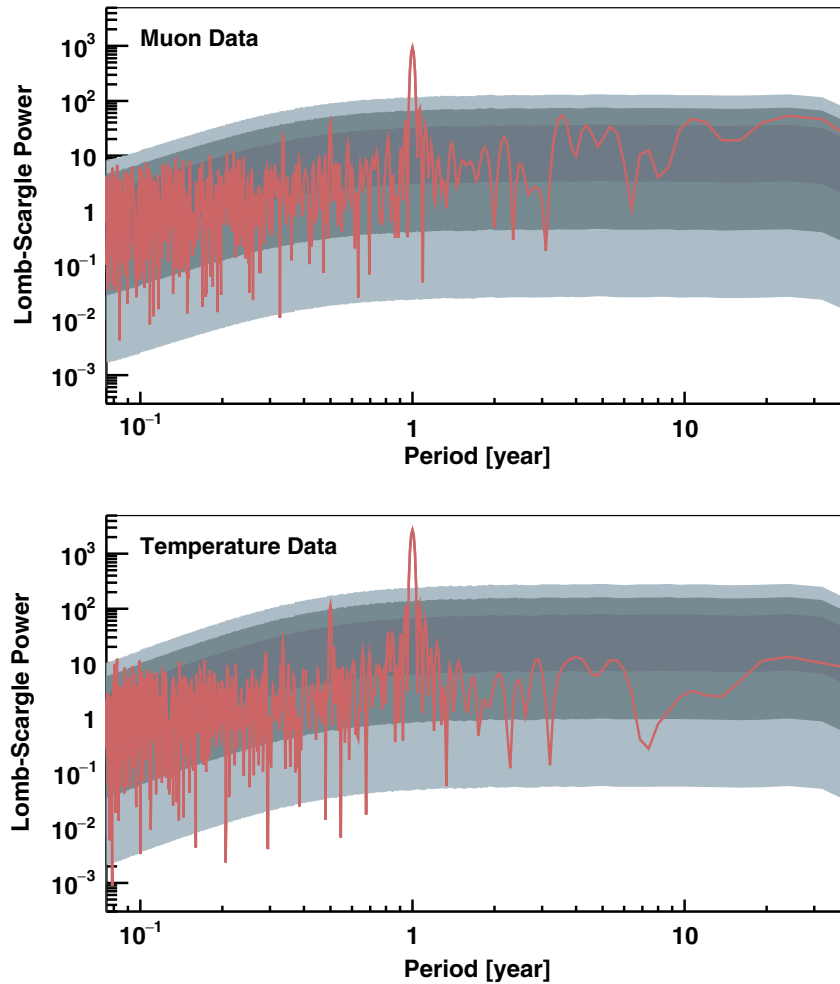 Muon Data
Lomb-Scargle Power
10³
10²
10
1
10⁻¹
10⁻²
10⁻³
10⁻¹ 1 10
Period [year]
Temperature Data
Lomb-Scargle Power
10³
10²
10
1
10⁻¹
10⁻²
10⁻³
10⁻¹ 1 10
Period [year]